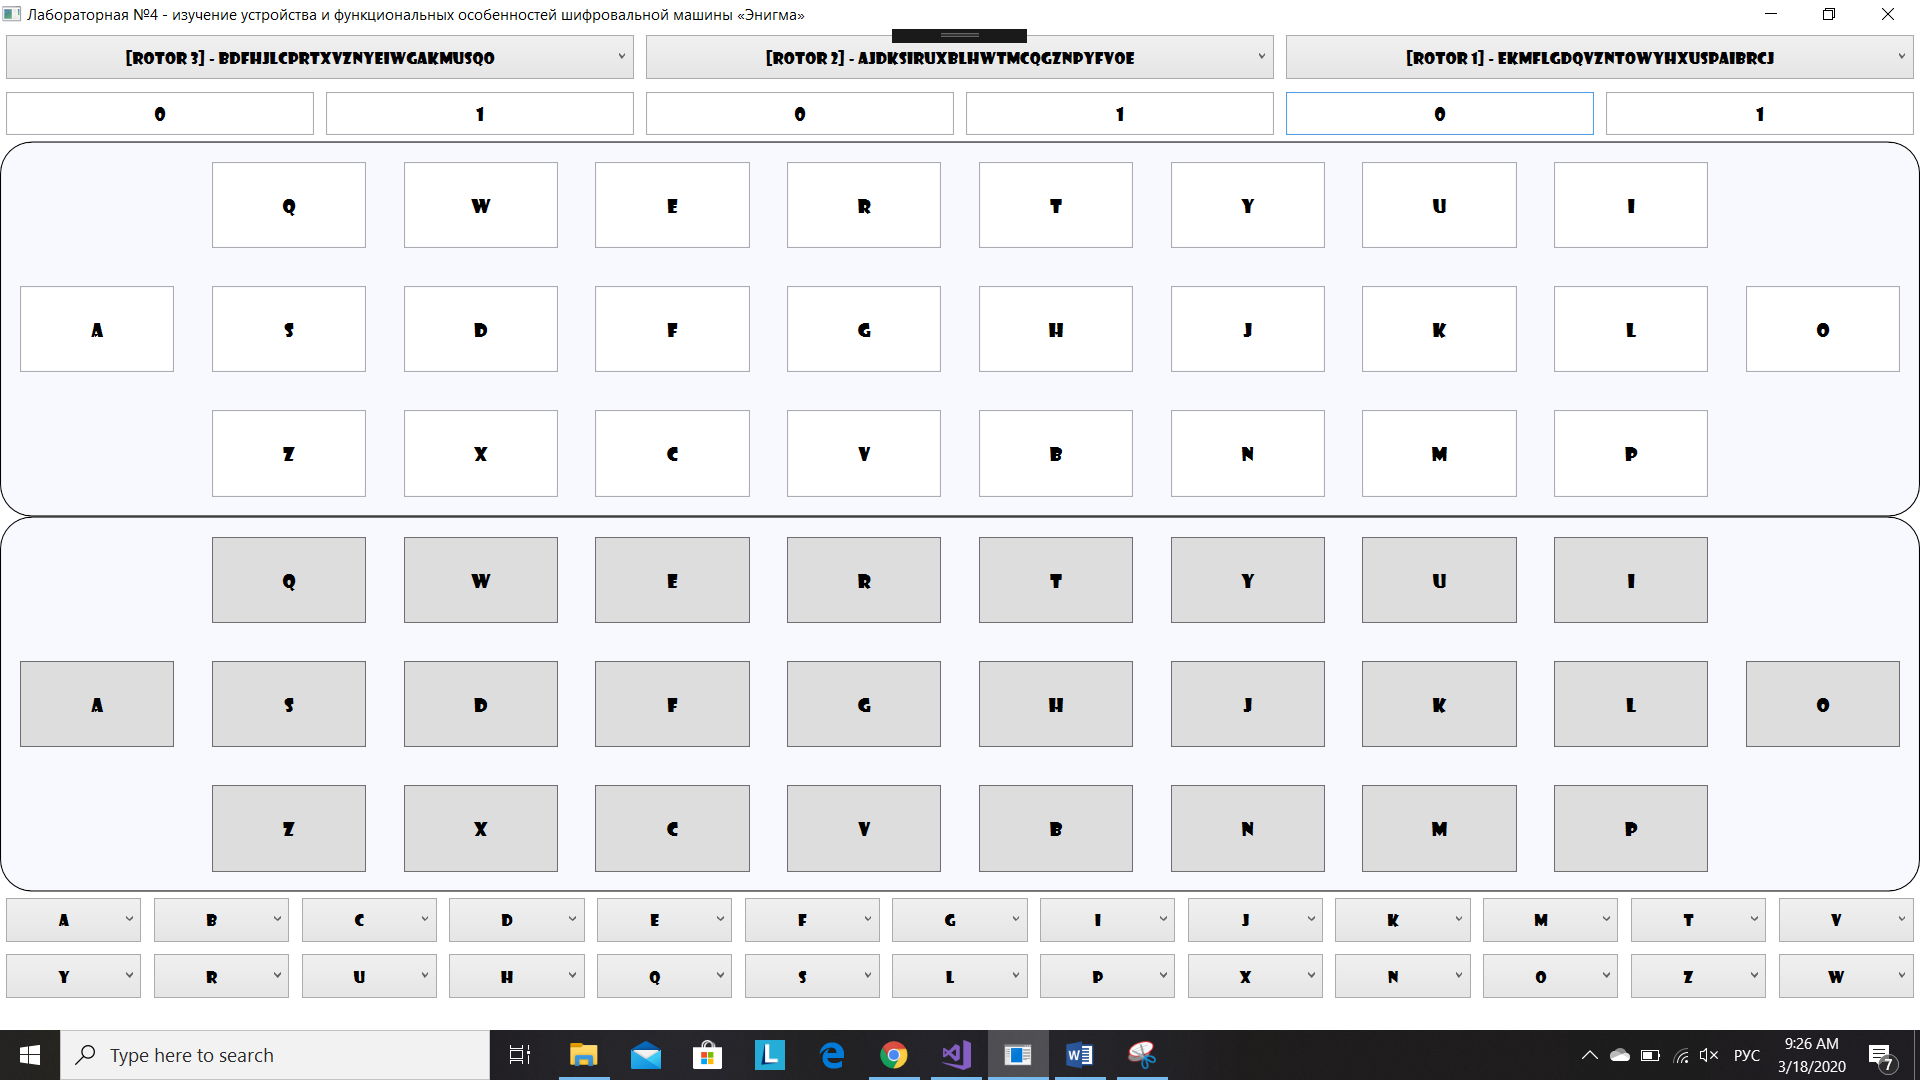 Лабораторная №4 - изучение устройства и функциональных особенностей шифровальной машины «Энигма»
[ROTOR 3] - BDFHJLCPRTXVZNYEIWGAKMUSQO [ROTOR 2] - AJDKSIRUXBLHWTMCQGZNPYFVOE [ROTOR 1] - EKMFLGDQVZNTOWYHXUSPAIBRCJ
0 1 0 1 0 1
Q W E R T Y U I
A S D F G H J K L O
Z X C V B N M P
Q W E R T Y U I
A S D F G H J K L O
Z X C V B N M P
A B C D E F G I J K M T V
Y R U H Q S L P X N O Z W
Type here to search
РУС
9:26 AM
3/18/2020
7